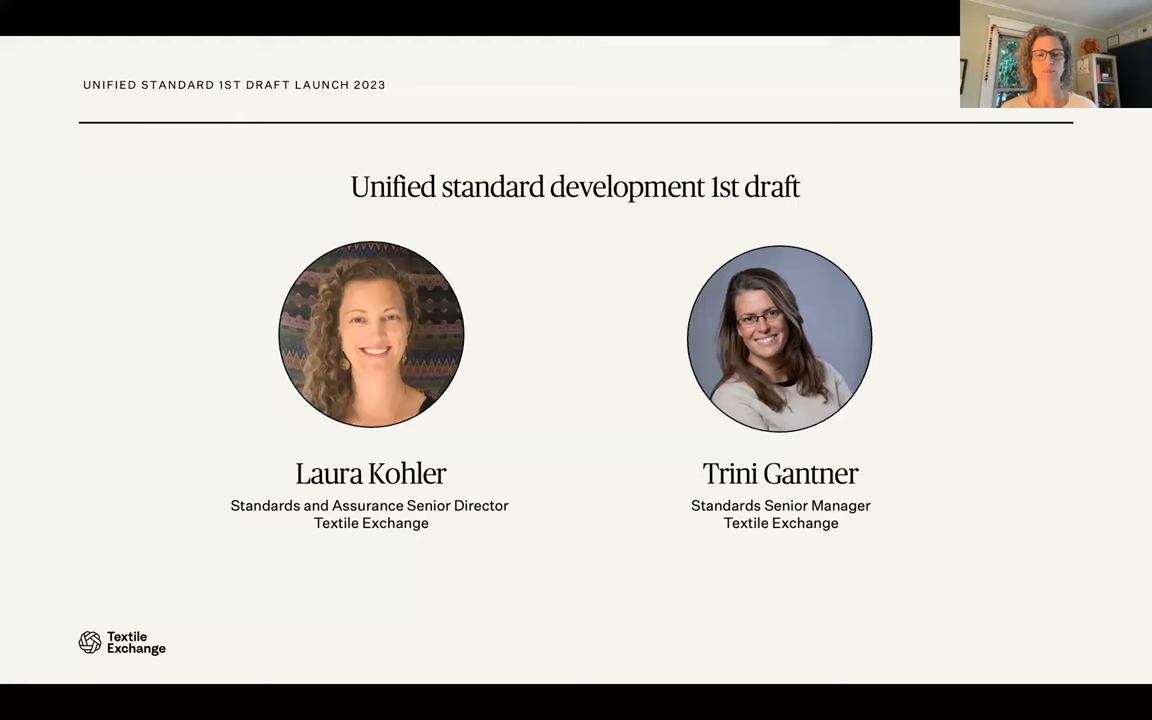 UNIFIED STANDARD 1ST DRAFT LAUNCH 2023
Unified standard development 1st draft
Laura Kohler
Standards and Assurance Senior Director
Textile Exchange
Trini Gantner
Standards Senior Manager
Textile Exchange
Textile
Exchange